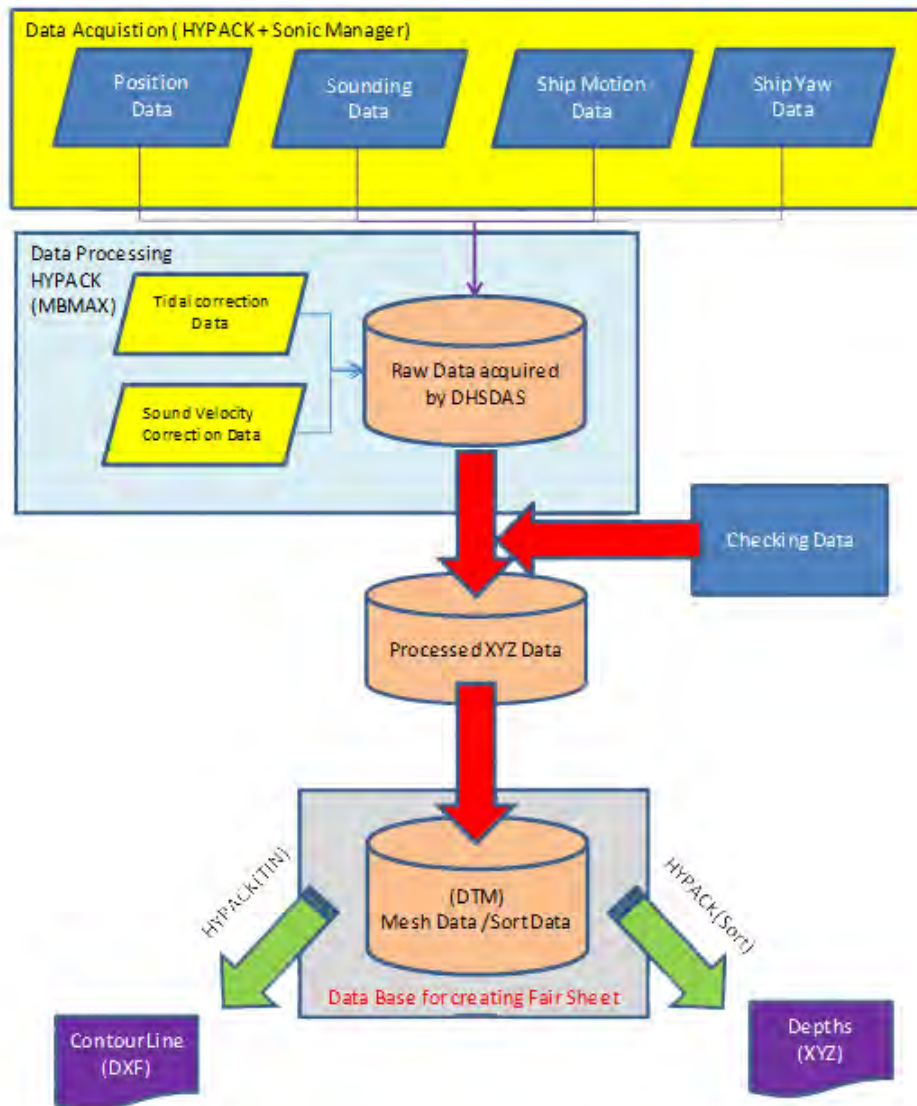 Data Acquistion ( HYPACK + Sonic Manager)
Position
Data
Sounding
Data
Ship Motion
Data
Ship Yaw
Data
Data Processing
HYPACK
(MBMAX)
Tidal correction
Data
Sound Velocity
Correction Data
Raw Data acquired
by DHSDAS
Checking Data
Processed XYZ Data
HYPACK(TIN)
HYPACK(Sort)
(DTM)
Mesh Data /Sort Data
Data Base for creating Fair Sheet
Contour Line
(DXF)
Depths
(XYZ)